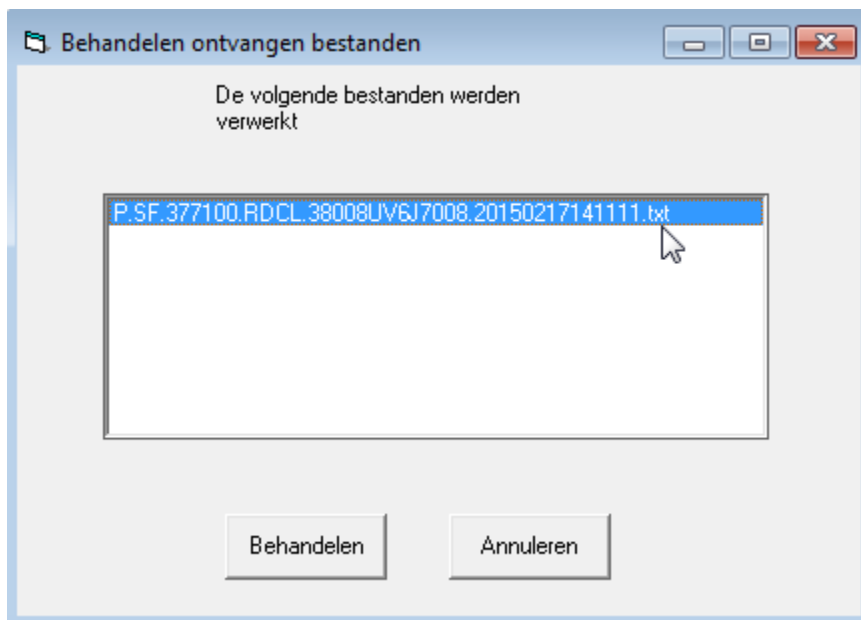 Behandelen ontvangen bestanden
De volgende bestanden werden
verwerkt
P.SF.377100.RDCL.38008UV6J7008.20150217141111.txt
Behandelen
Annuleren